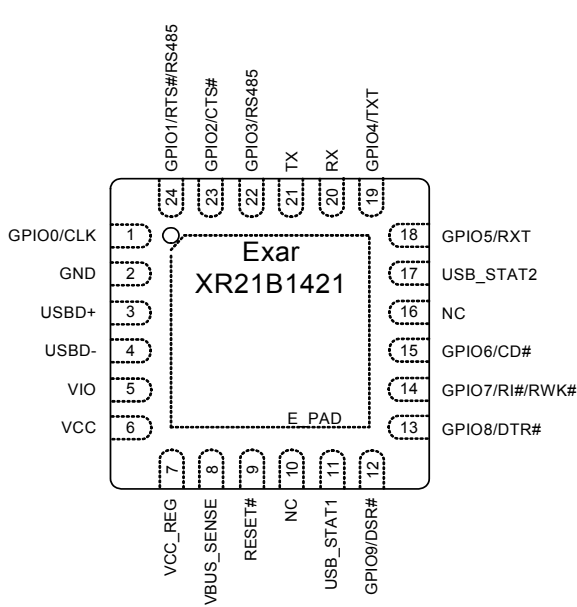 GPIO1/RTS#/RS485
GPIO2/CTS#
GPIO3/RS485
TX
RX
GPIO4/TXT
24
23
22
21
20
19
GPIO0/CLK 1
GND 2
USBD+ 3
USBD- 4
VIO 5
VCC 6
Exar
XR21B1421
E_PAD
18 GPIO5/RXT
17 USB_STAT2
16 NC
15 GPIO6/CD#
14 GPIO7/RI#/RWK#
13 GPIO8/DTR#
7
8
9
10
11
12
VCC_REG
VBUS_SENSE
RESET#
NC
USB_STAT1
GPIO9/DSR#